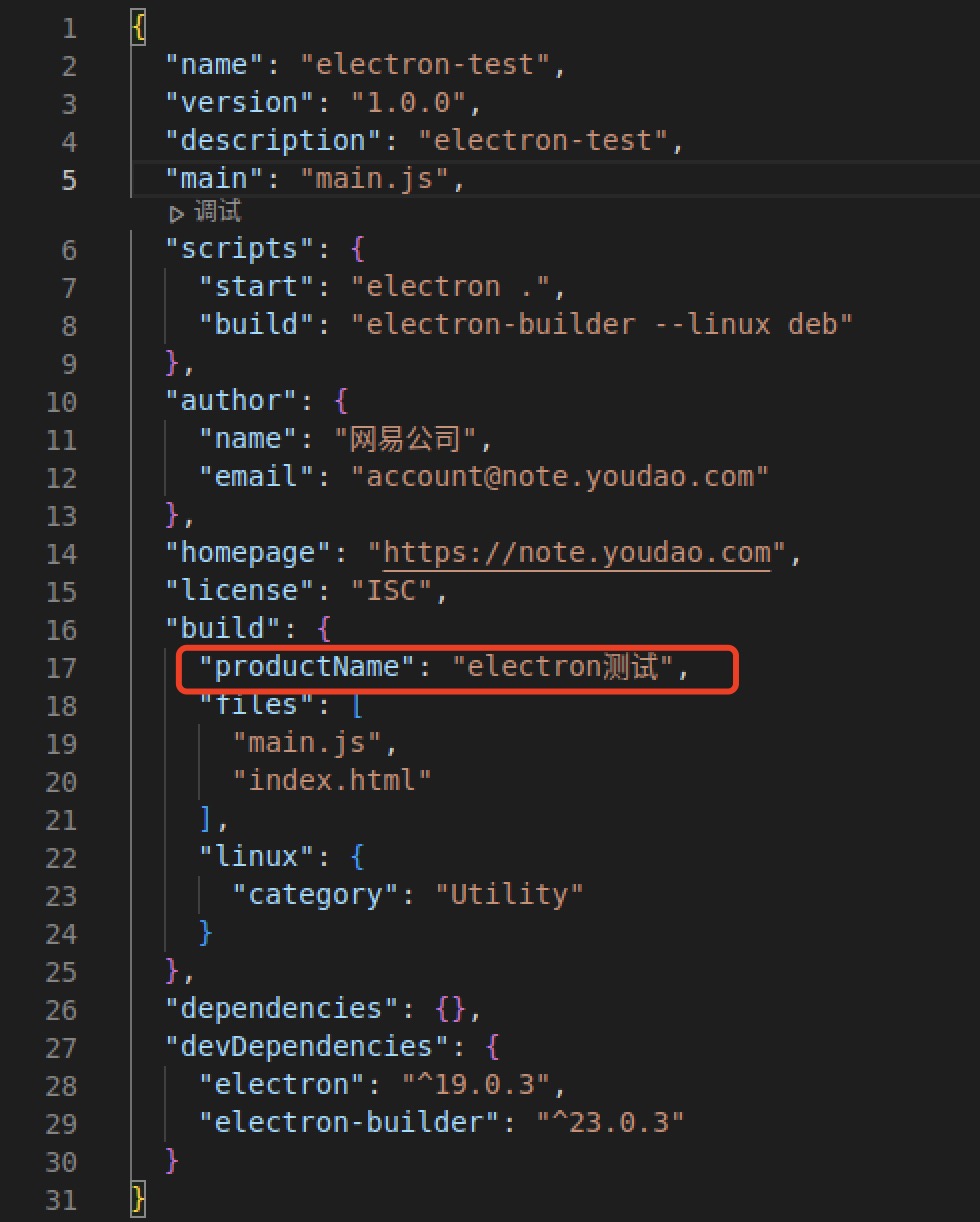 1 {
2 "name": "electron-test",
3 "version": "1.0.0",
4 "description": "electron-test",
5 "main": "main.js",
调试
6 "scripts": {
7 "start": "electron .",
8 "build": "electron-builder --linux deb"
9 },
10 "author": {
11 "name": "网易公司",
12 "email": "account@note.youdao.com"
13 },
14 "homepage": "https://note.youdao.com",
15 "license": "ISC",
16 "build": {
17 "productName": "electron测试",
18 "files": [
19 "main.js",
20 "index.html"
21 ],
22 "linux": {
23 "category": "Utility"
24 }
25 },
26 "dependencies": {},
27 "devDependencies": {
28 "electron": "^19.0.3",
29 "electron-builder": "^23.0.3"
30 }
31 }